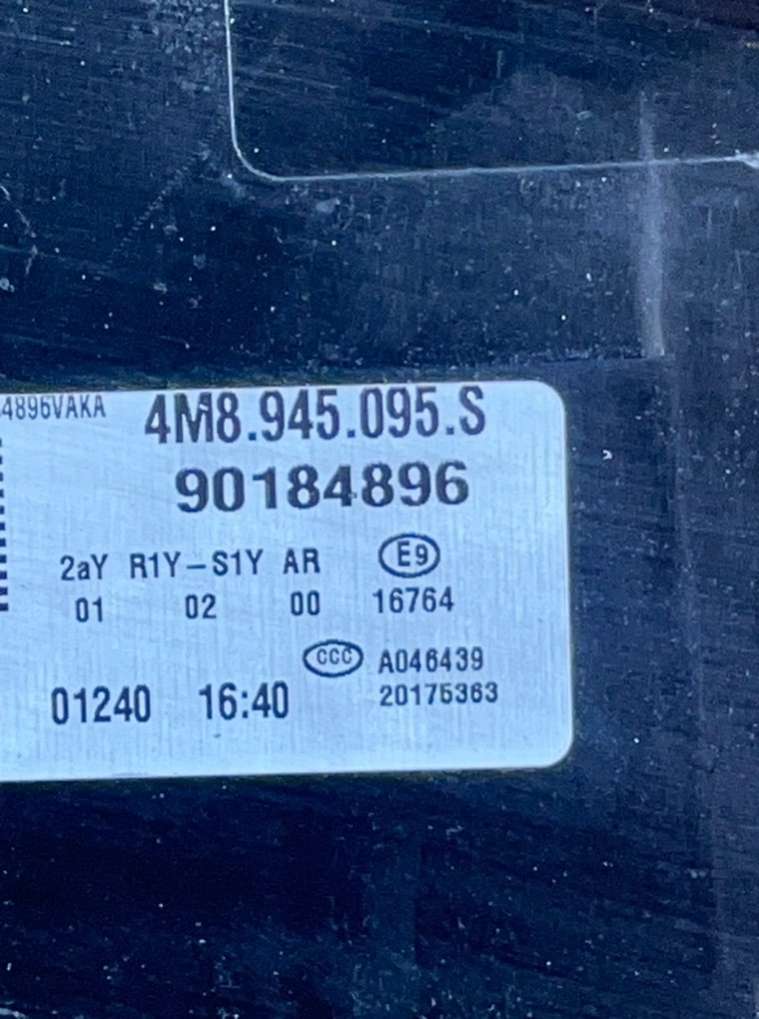 4896VAKA 4M8.945.095.S
90184896
2aY R1Y-S1Y AR E9
01 02 00 16764
CCC A046439
01240 16:40 20175363